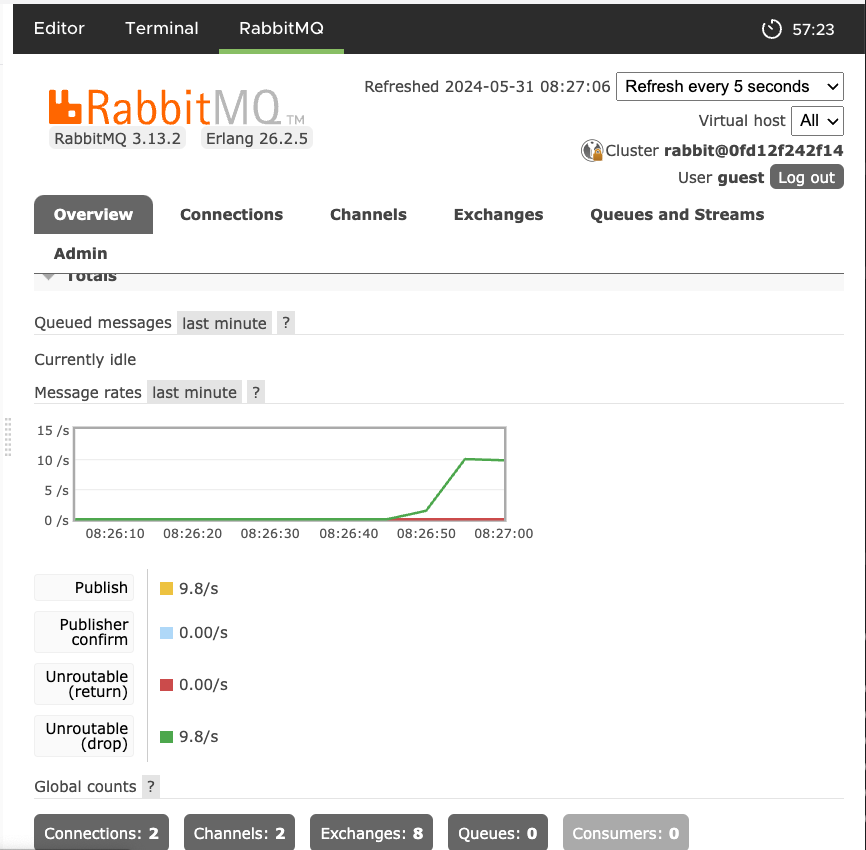 Editor Terminal RabbitMQ 57:23
Refreshed 2024-05-31 08:27:06 Refresh every 5 seconds
RabbitMQ TM
RabbitMQ 3.13.2 Erlang 26.2.5
Virtual host All
Cluster rabbit@0fd12f242f14
User guest Log out
Overview Connections Channels Exchanges Queues and Streams
Admin
Totals
Queued messages last minute ?
Currently idle
Message rates last minute ?
15 /s
10 /s
5 /s
0 /s
08:26:10 08:26:20 08:26:30 08:26:40 08:26:50 08:27:00
Publish 9.8/s
Publisher
confirm 0.00/s
Unroutable
(return) 0.00/s
Unroutable
(drop) 9.8/s
Global counts ?
Connections: 2 Channels: 2 Exchanges: 8 Queues: 0 Consumers: 0